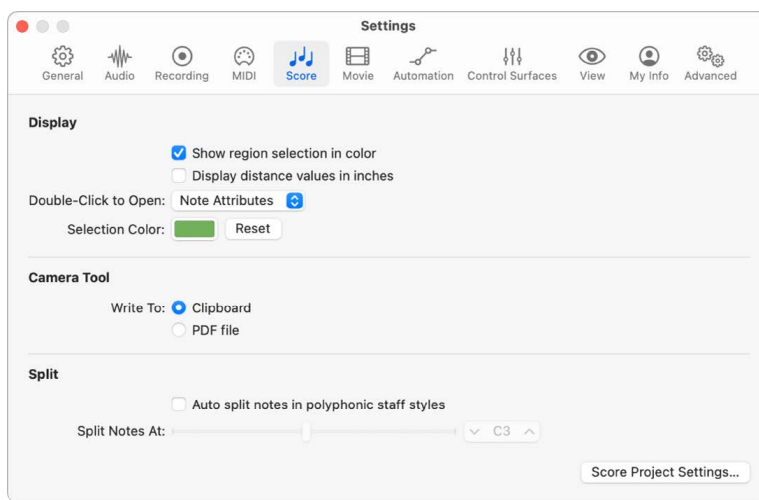 Settings
General Audio Recording MIDI Score Movie Automation Control Surfaces View My Info Advanced
Display
Show region selection in color
Display distance values in inches
Double-Click to Open: Note Attributes
Selection Color: Reset
Camera Tool
Write To: Clipboard
PDF file
Split
Auto split notes in polyphonic staff styles
Split Notes At: C3
Score Project Settings...